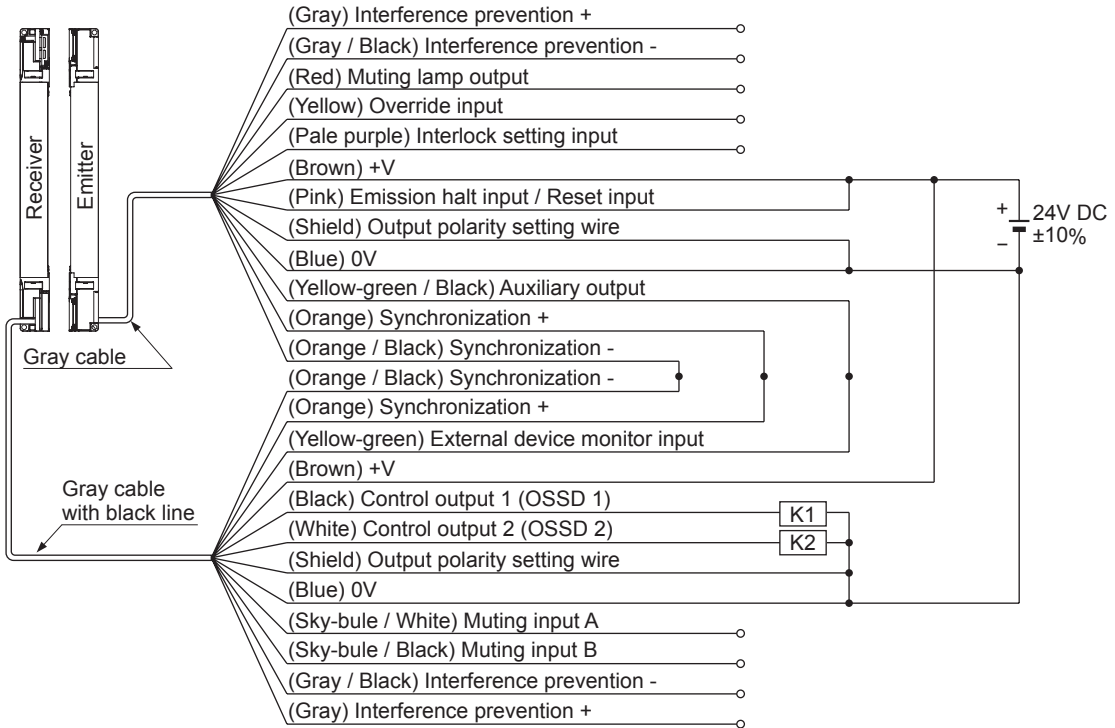 (Gray) Interference prevention +
(Gray / Black) Interference prevention -
(Red) Muting lamp output
(Yellow) Override input
(Pale purple) Interlock setting input
(Brown) +V
(Pink) Emission halt input / Reset input
(Shield) Output polarity setting wire
(Blue) 0V
(Yellow-green / Black) Auxiliary output
(Orange) Synchronization +
(Orange / Black) Synchronization -
(Orange / Black) Synchronization -
(Orange) Synchronization +
(Yellow-green) External device monitor input
(Brown) +V
(Black) Control output 1 (OSSD 1)
(White) Control output 2 (OSSD 2)
(Shield) Output polarity setting wire
(Blue) 0V
(Sky-bule / White) Muting input A
(Sky-bule / Black) Muting input B
(Gray / Black) Interference prevention -
(Gray) Interference prevention +
Receiver
Emitter
Gray cable
Gray cable
with black line
K1
K2
+
−
24V DC
±10%